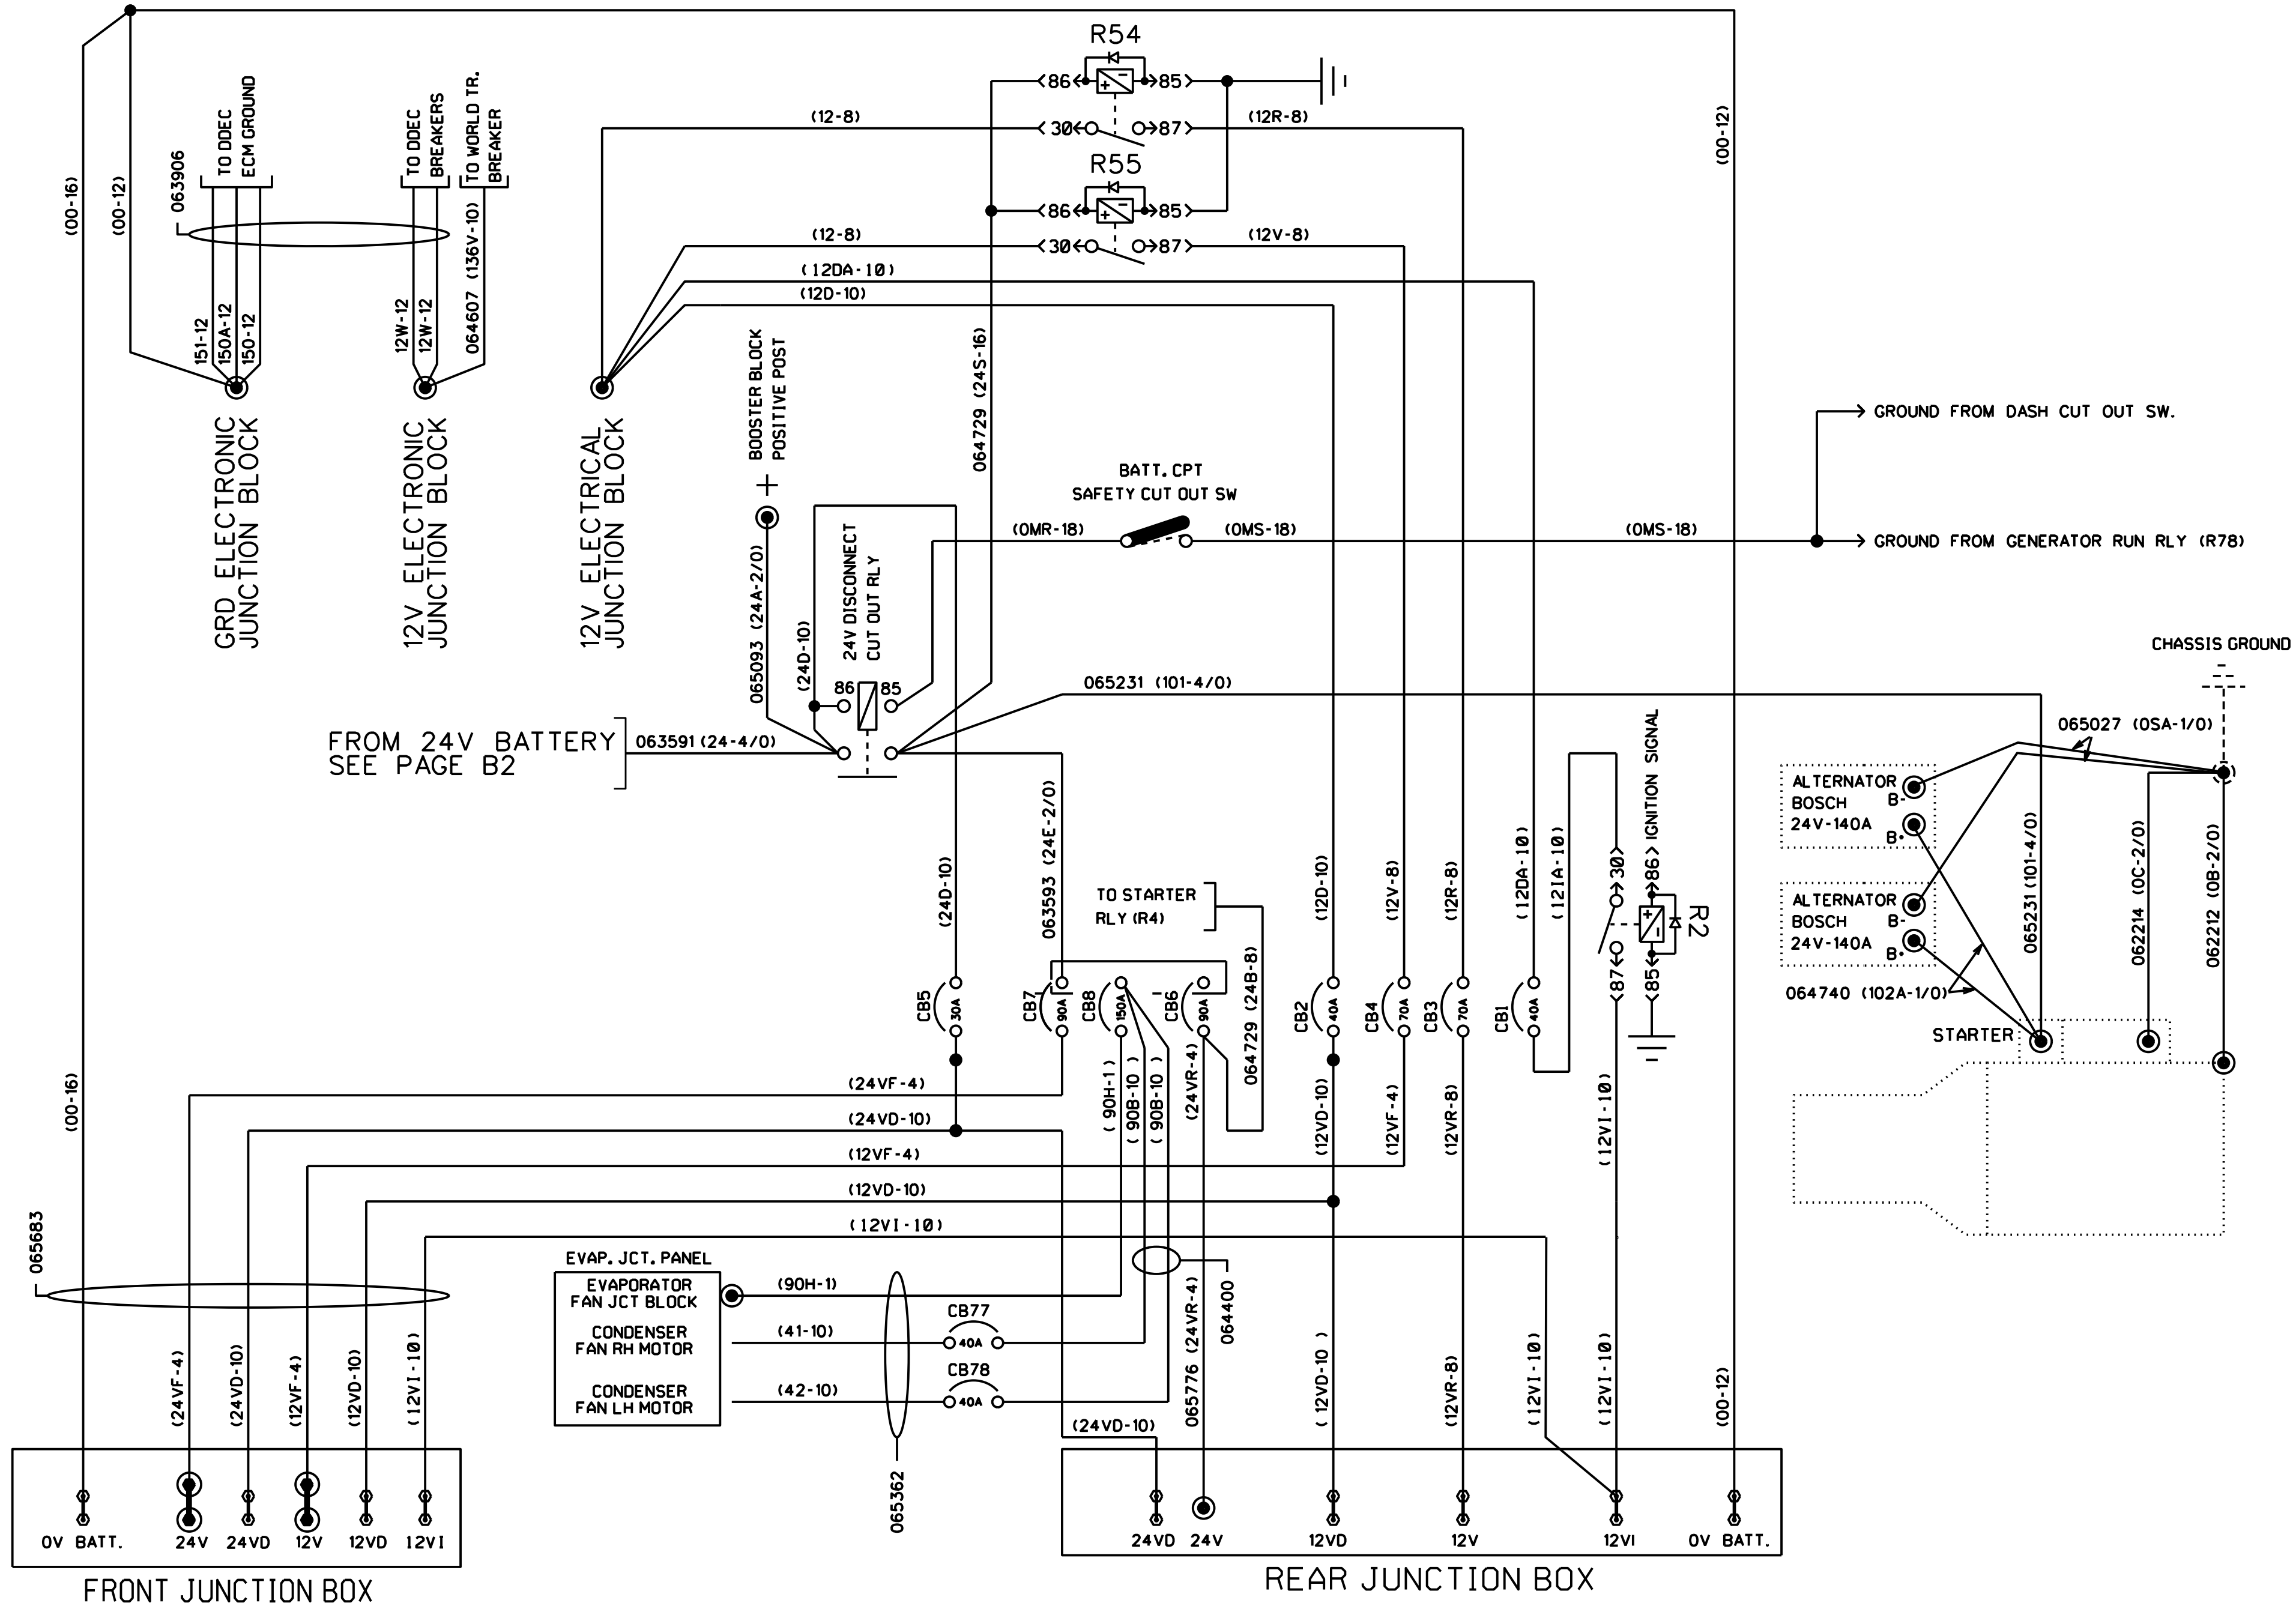 R54
86
85
(12-8)
30
87
(12R-8)
R55
86
85
(12-8)
30
87
(12V-8)
(12DA-10)
(12D-10)
(00-16)
(00-12)
063906
TO DDEC
ECM GROUND
TO DDEC
BREAKERS
TO WORLD TR.
BREAKER
151-12
150A-12
150-12
12W-12
12W-12
064607 (136V-10)
(00-12)
GRD ELECTRONIC
JUNCTION BLOCK
12V ELECTRONIC
JUNCTION BLOCK
12V ELECTRICAL
JUNCTION BLOCK
BOOSTER BLOCK
POSITIVE POST
+
064729 (24S-16)
BATT. CPT
SAFETY CUT OUT SW
(0MR-18)
(0MS-18)
(0MS-18)
GROUND FROM DASH CUT OUT SW.
GROUND FROM GENERATOR RUN RLY (R78)
065093 (24A-2/0)
(24D-10)
24V DISCONNECT
CUT OUT RLY
86
85
065231 (101-4/0)
FROM 24V BATTERY
SEE PAGE B2
063591 (24-4/0)
CHASSIS GROUND
065027 (0SA-1/0)
ALTERNATOR
BOSCH
24V-140A
B-
B+
ALTERNATOR
BOSCH
24V-140A
B-
B+
064740 (102A-1/0)
065231 (101-4/0)
062214 (0C-2/0)
062212 (0B-2/0)
STARTER
(24D-10)
063593 (24E-2/0)
TO STARTER
RLY (R4)
064729 (24B-8)
(12D-10)
(12V-8)
(12R-8)
(12DA-10)
(12IA-10)
30
86
IGNITION SIGNAL
R2
87
85
CB5
30A
CB7
90A
CB8
150A
CB6
90A
CB2
40A
CB4
70A
CB3
70A
CB1
40A
(00-16)
(24VF-4)
(24VD-10)
(12VF-4)
(12VD-10)
(12VI-10)
(90H-1)
(90B-10)
(90B-10)
(24VR-4)
(12VD-10)
(12VF-4)
(12VR-8)
(12VI-10)
065683
EVAP. JCT. PANEL
EVAPORATOR
FAN JCT BLOCK
CONDENSER
FAN RH MOTOR
CONDENSER
FAN LH MOTOR
(90H-1)
(41-10)
(42-10)
CB77
40A
CB78
40A
065362
064400
065776 (24VR-4)
(24VD-10)
(24VF-4)
(24VD-10)
(12VF-4)
(12VD-10)
(12VI-10)
(12VD-10)
(12VR-8)
(12VI-10)
(12VI-10)
(00-12)
0V BATT.
24V
24VD
12V
12VD
12VI
FRONT JUNCTION BOX
24VD
24V
12VD
12V
12VI
0V BATT.
REAR JUNCTION BOX